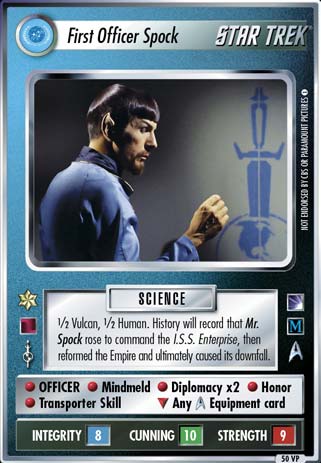 First Officer Spock
STAR TREK
NOT ENDORSED BY CBS OR PARAMOUNT PICTURES 1
SCIENCE
½ Vulcan, ½ Human. History will record that Mr.
Spock rose to command the I.S.S. Enterprise, then
reformed the Empire and ultimately caused its downfall.
OFFICER Mindmeld Diplomacy x2 Honor
Transporter Skill Any Equipment card
INTEGRITY 8 CUNNING 10 STRENGTH 9
50 VP
M